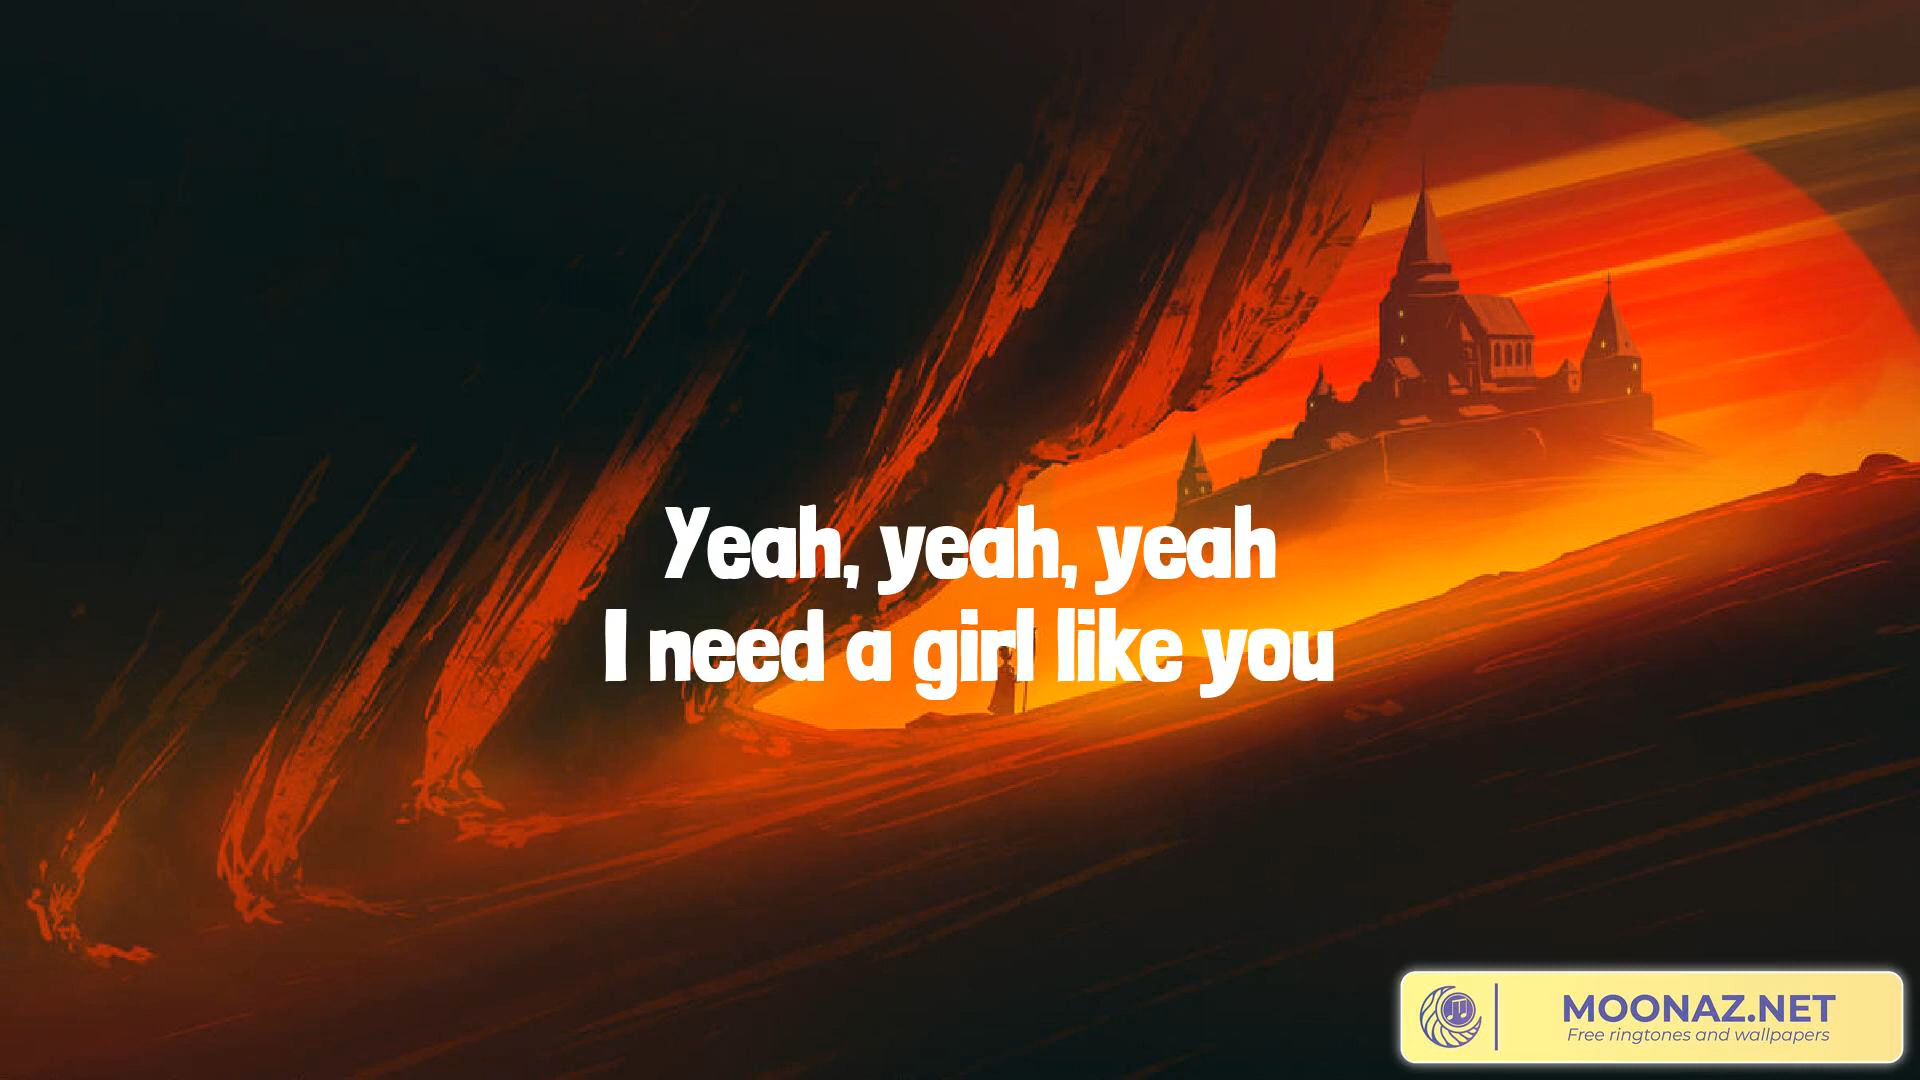 Yeah, yeah, yeah
I need a girl like you
MOONAZ.NET
Free ringtones and wallpapers